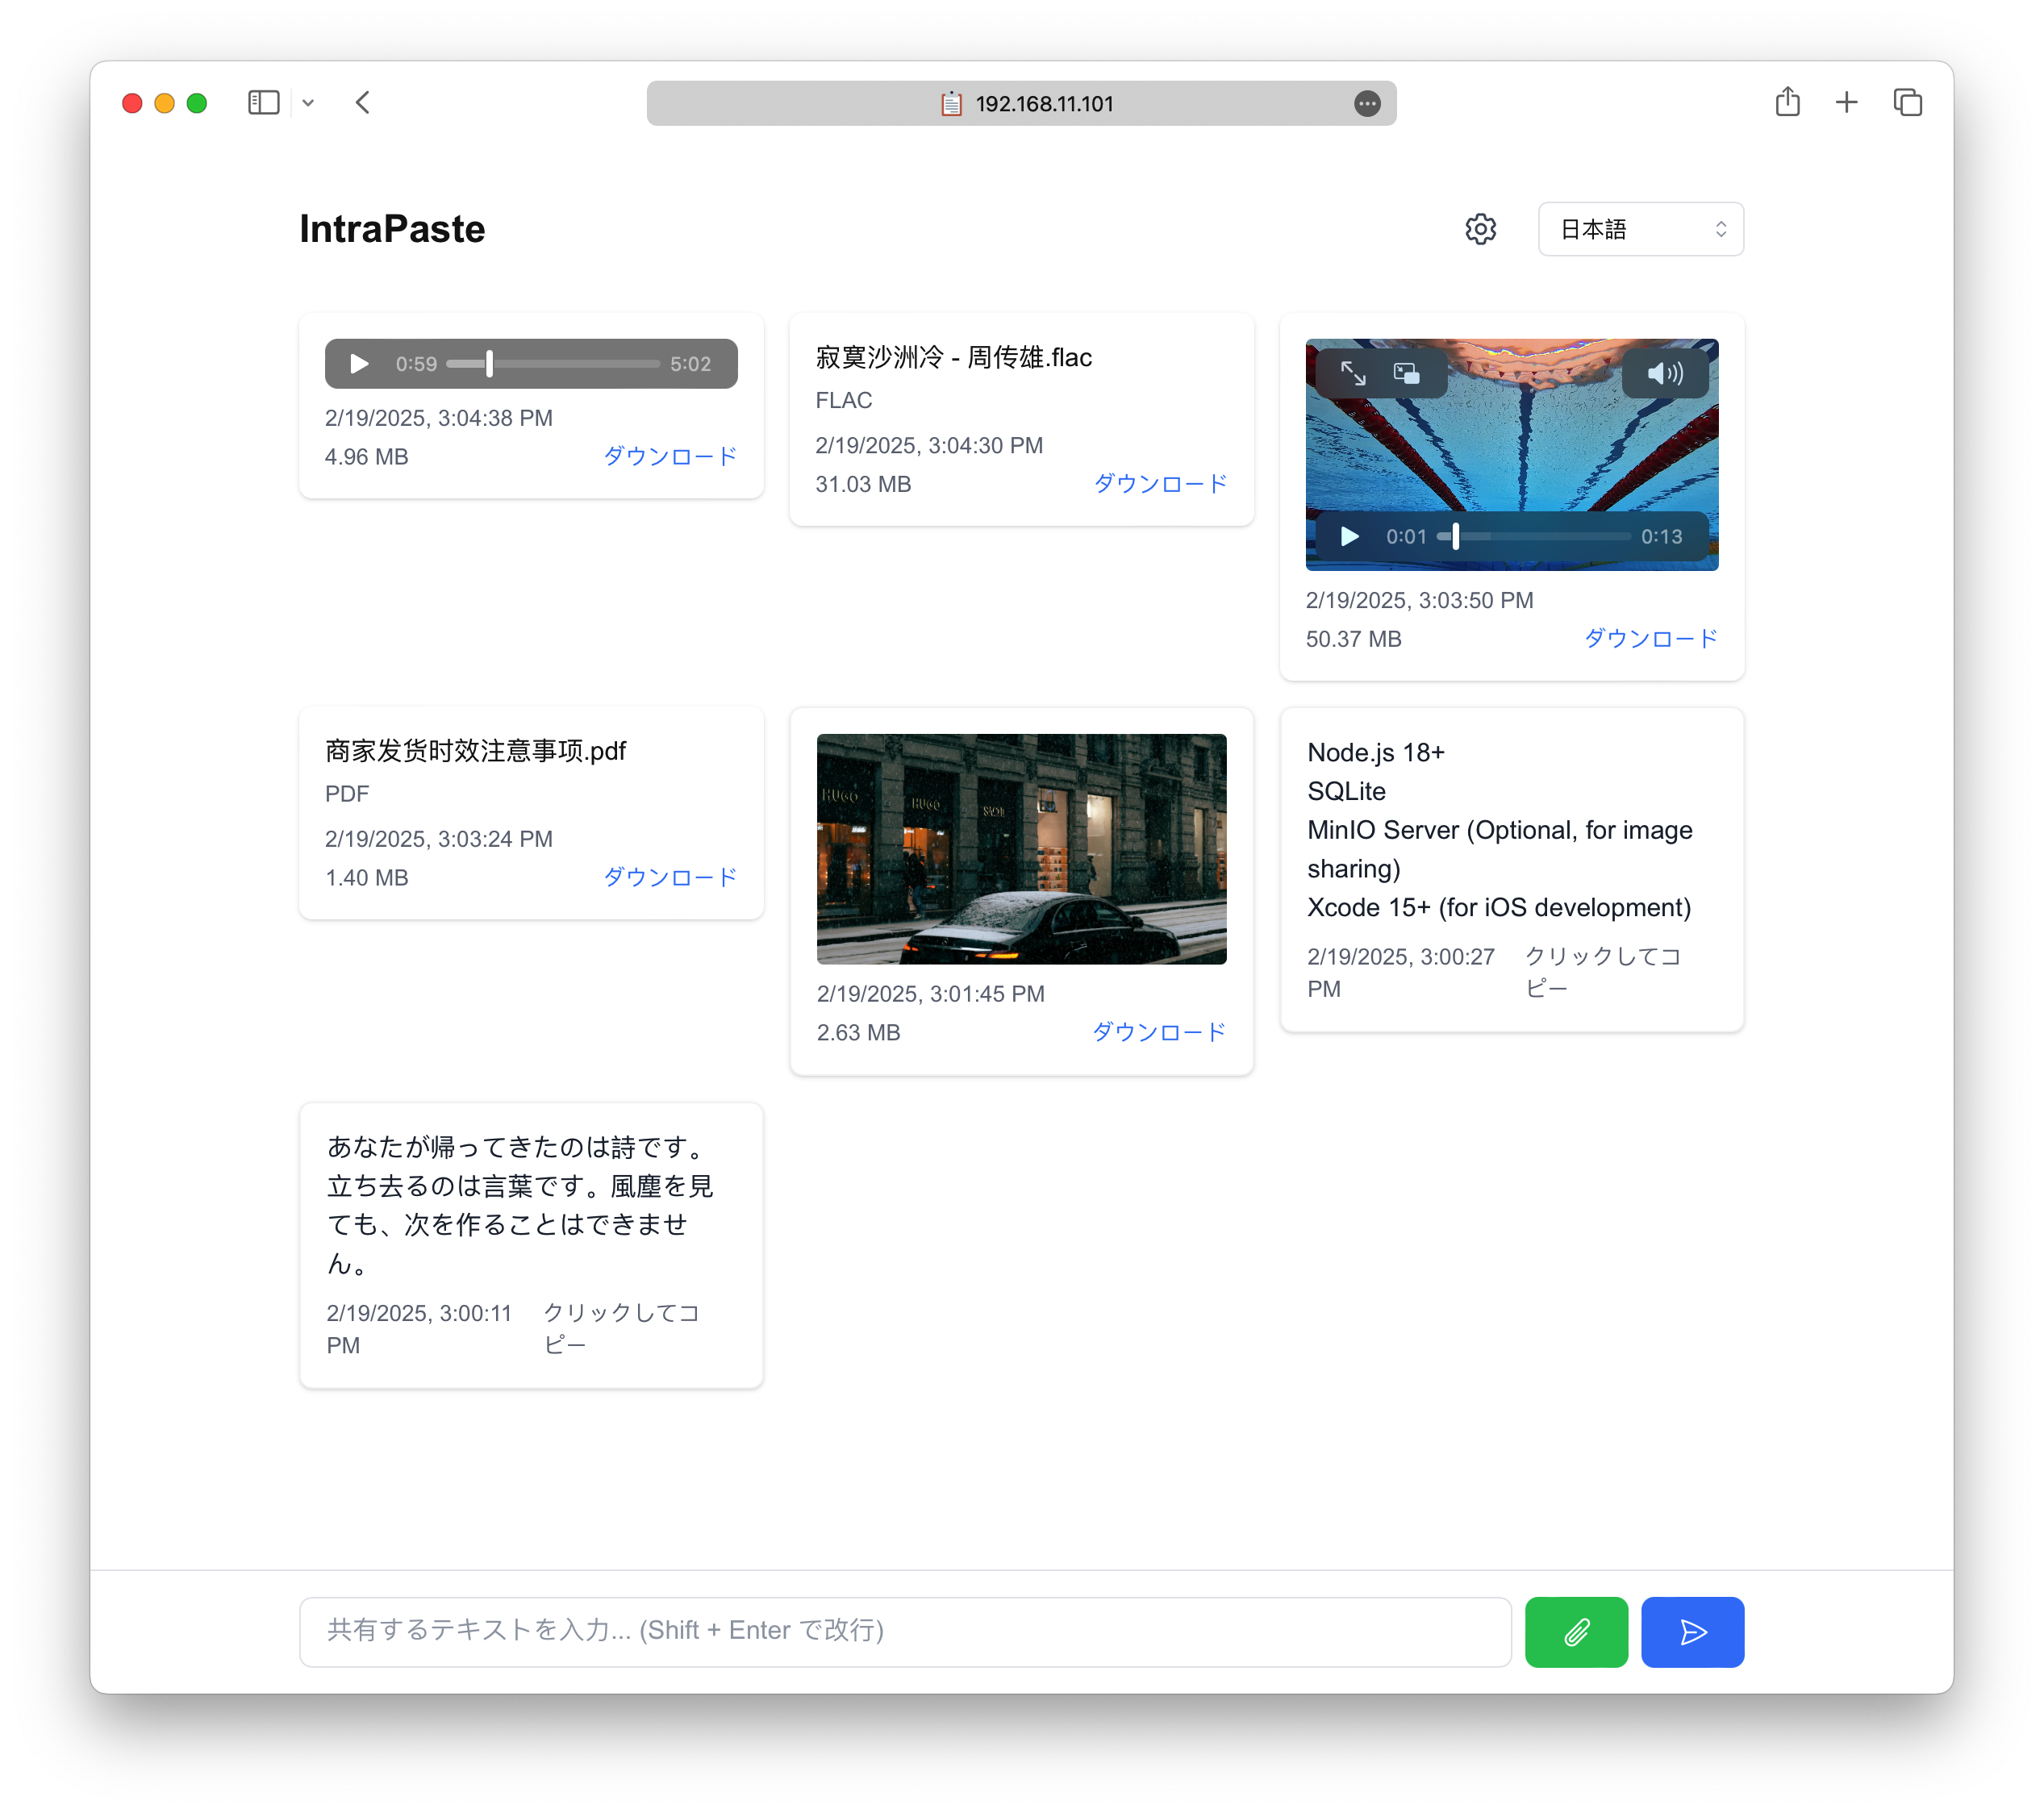 192.168.11.101
IntraPaste
日本語
0:59
5:02
2/19/2025, 3:04:38 PM
4.96 MB
ダウンロード
寂寞沙洲冷 - 周传雄.flac
FLAC
2/19/2025, 3:04:30 PM
31.03 MB
ダウンロード
0:01
0:13
2/19/2025, 3:03:50 PM
50.37 MB
ダウンロード
商家发货时效注意事项.pdf
PDF
2/19/2025, 3:03:24 PM
1.40 MB
ダウンロード
HUGO
HUGO
2/19/2025, 3:01:45 PM
2.63 MB
ダウンロード
Node.js 18+
SQLite
MinIO Server (Optional, for image
sharing)
Xcode 15+ (for iOS development)
2/19/2025, 3:00:27
PM
クリックしてコ
ピー
あなたが帰ってきたのは詩です。
立ち去るのは言葉です。風塵を見
ても、次を作ることはできませ
ん。
2/19/2025, 3:00:11
PM
クリックしてコ
ピー
共有するテキストを入力... (Shift + Enter で改行)